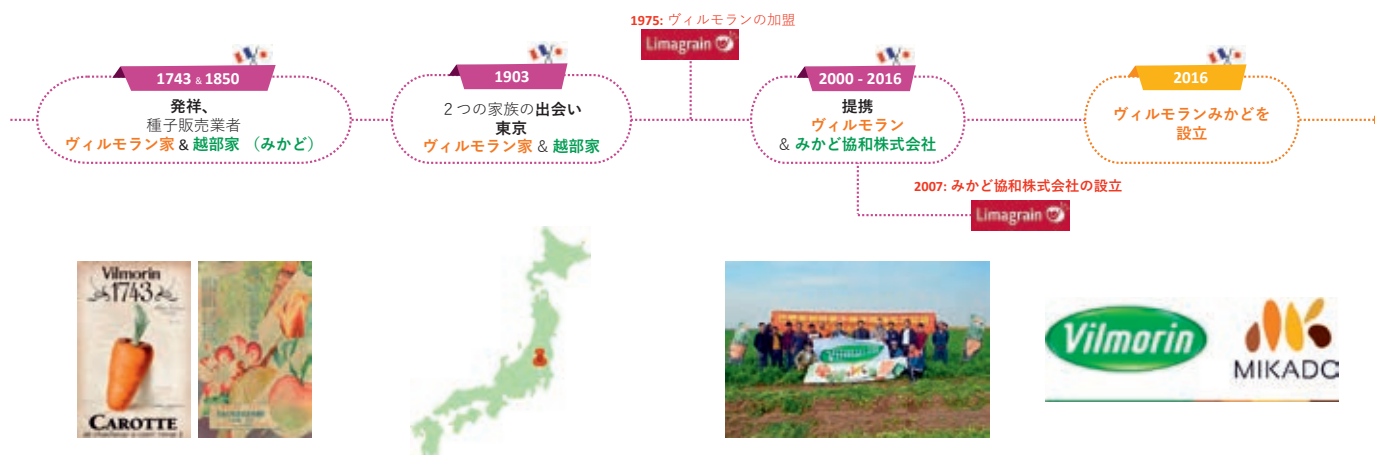 1975: ヴィルモランの加盟
Limagrain
1743 & 1850
発祥、
種子販売業者
ヴィルモラン家 & 越部家 （みかど）
1903
２つの家族の出会い
東京
ヴィルモラン家 & 越部家
2000 - 2016
提携
ヴィルモラン
& みかど協和株式会社
2016
ヴィルモランみかどを
設立
2007: みかど協和株式会社の設立
Limagrain
Vilmorin
1743
CAROTTE
Vilmorin
Vilmorin
MIKADO